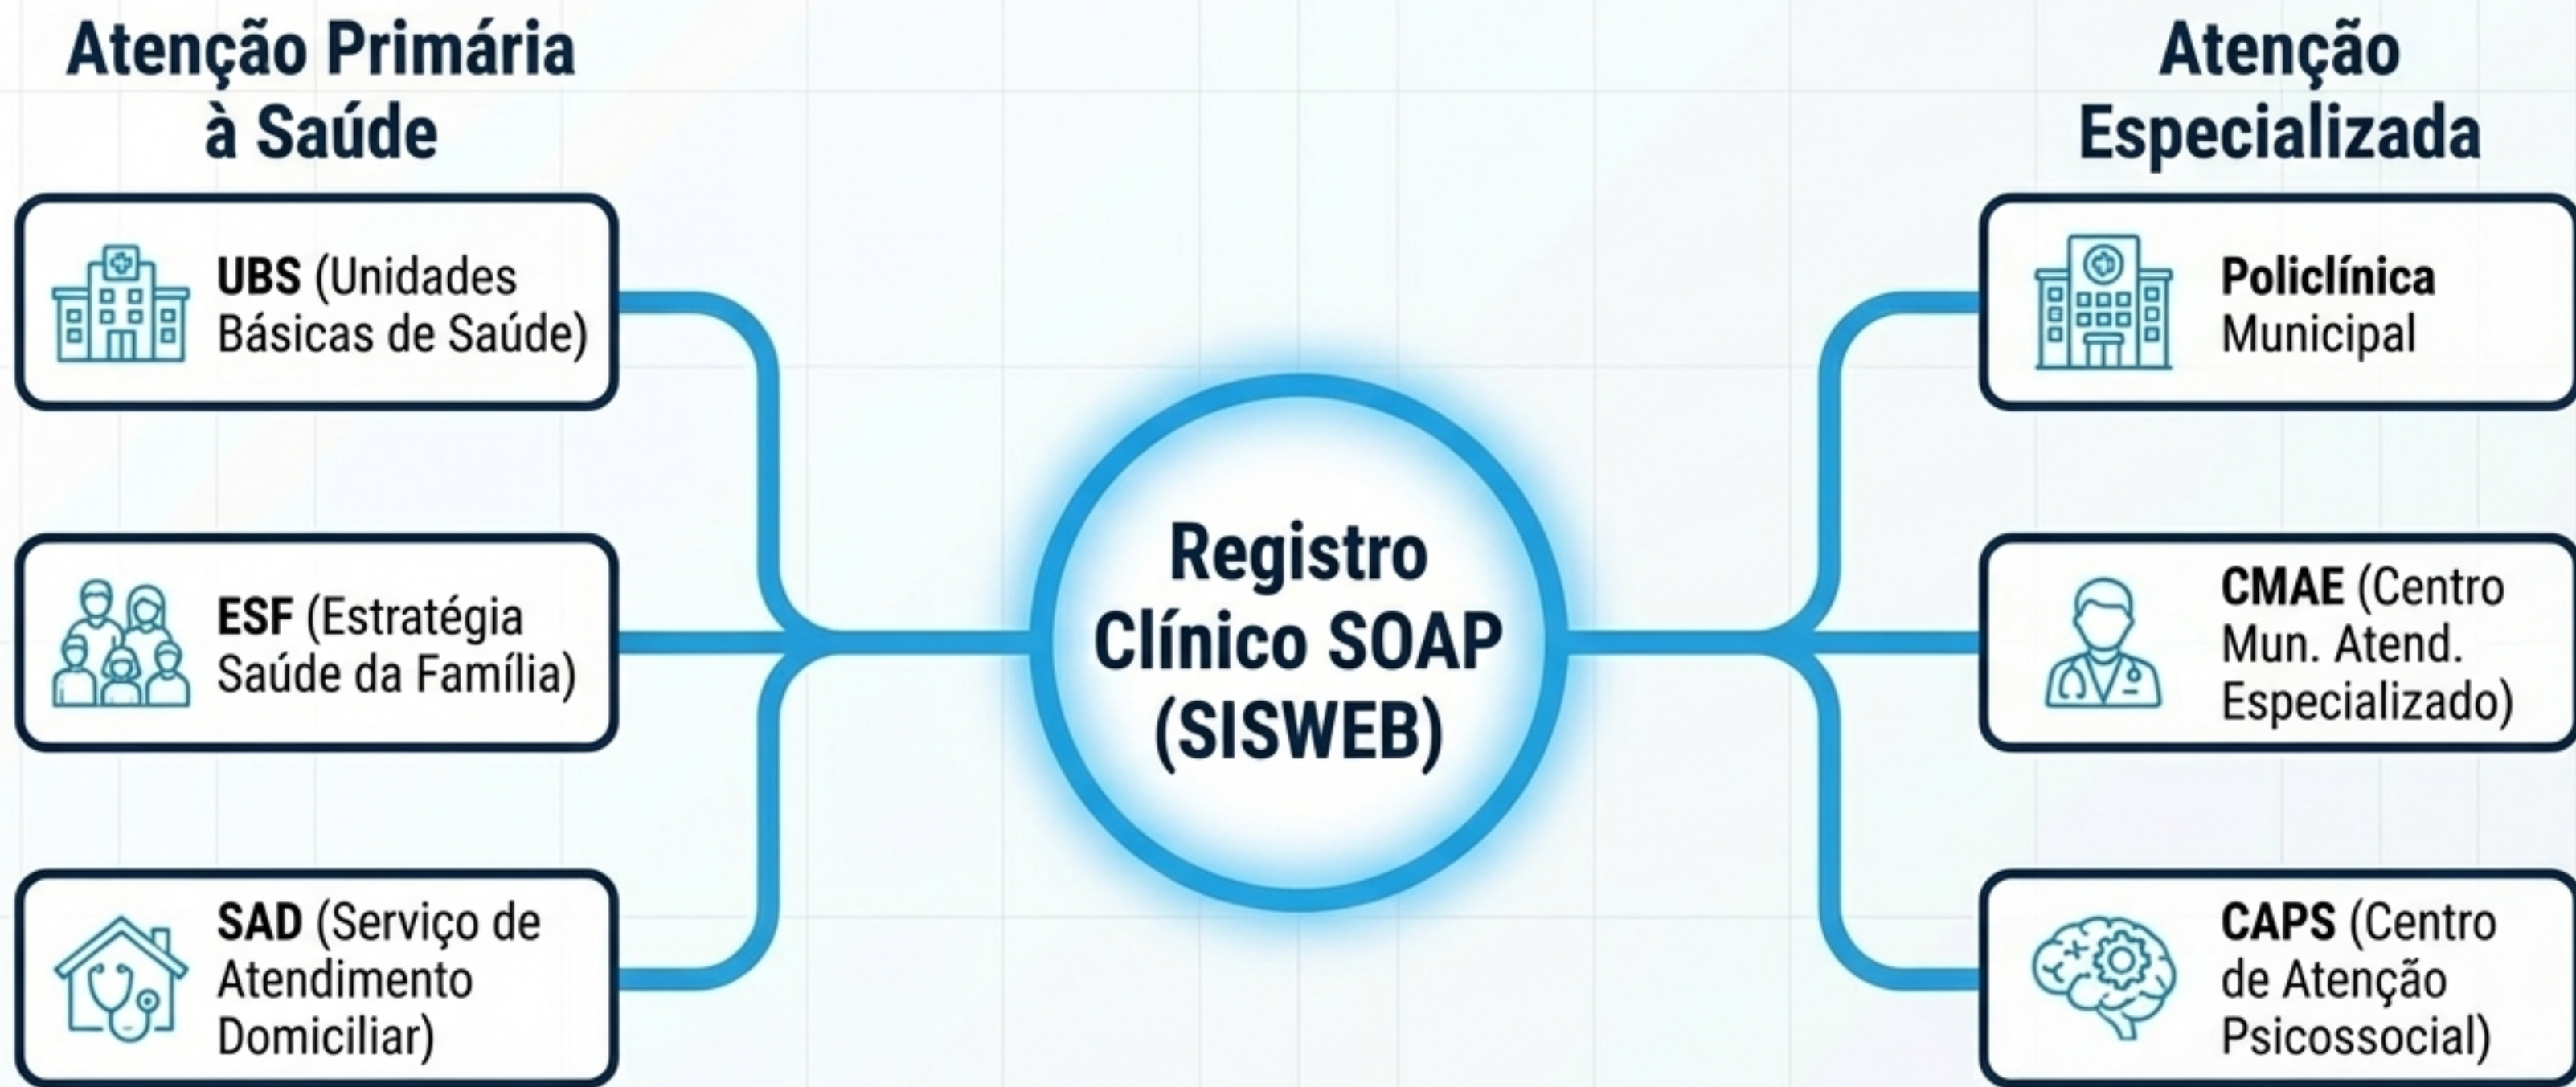 Atenção Primária
à Saúde
UBS (Unidades
Básicas de Saúde)
ESF (Estratégia
Saúde da Família)
SAD (Serviço de
Atendimento
Domiciliar)
Registro
Clínico SOAP
(SISWEB)
Atenção
Especializada
Policlínica
Municipal
CMAE (Centro
Mun. Atend.
Especializado)
CAPS (Centro
de Atenção
Psicossocial)